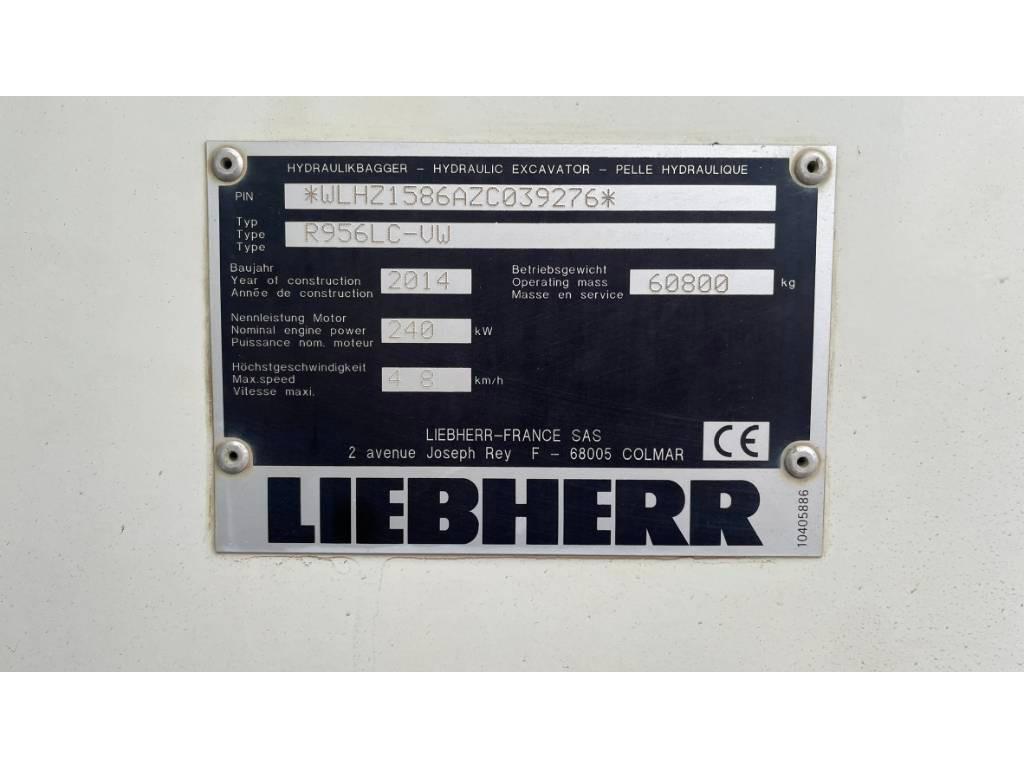 HYDRAULIKBAGGER - HYDRAULIC EXCAVATOR - PELLE HYDRAULIQUE
PIN *WLHZ1586AZC039276*
Typ
Type
Type
R956LC-VW
Baujahr
Year of construction
Année de construction
2014
Betriebsgewicht
Operating mass
Masse en service
60800 kg
Nennleistung Motor
Nominal engine power
Puissance nom. moteur
240 kW
Höchstgeschwindigkeit
Max.speed
Vitesse maxi.
4 8 km/h
LIEBHERR-FRANCE SAS
2 avenue Joseph Rey F - 68005 COLMAR
CE
LIEBHERR
10405886